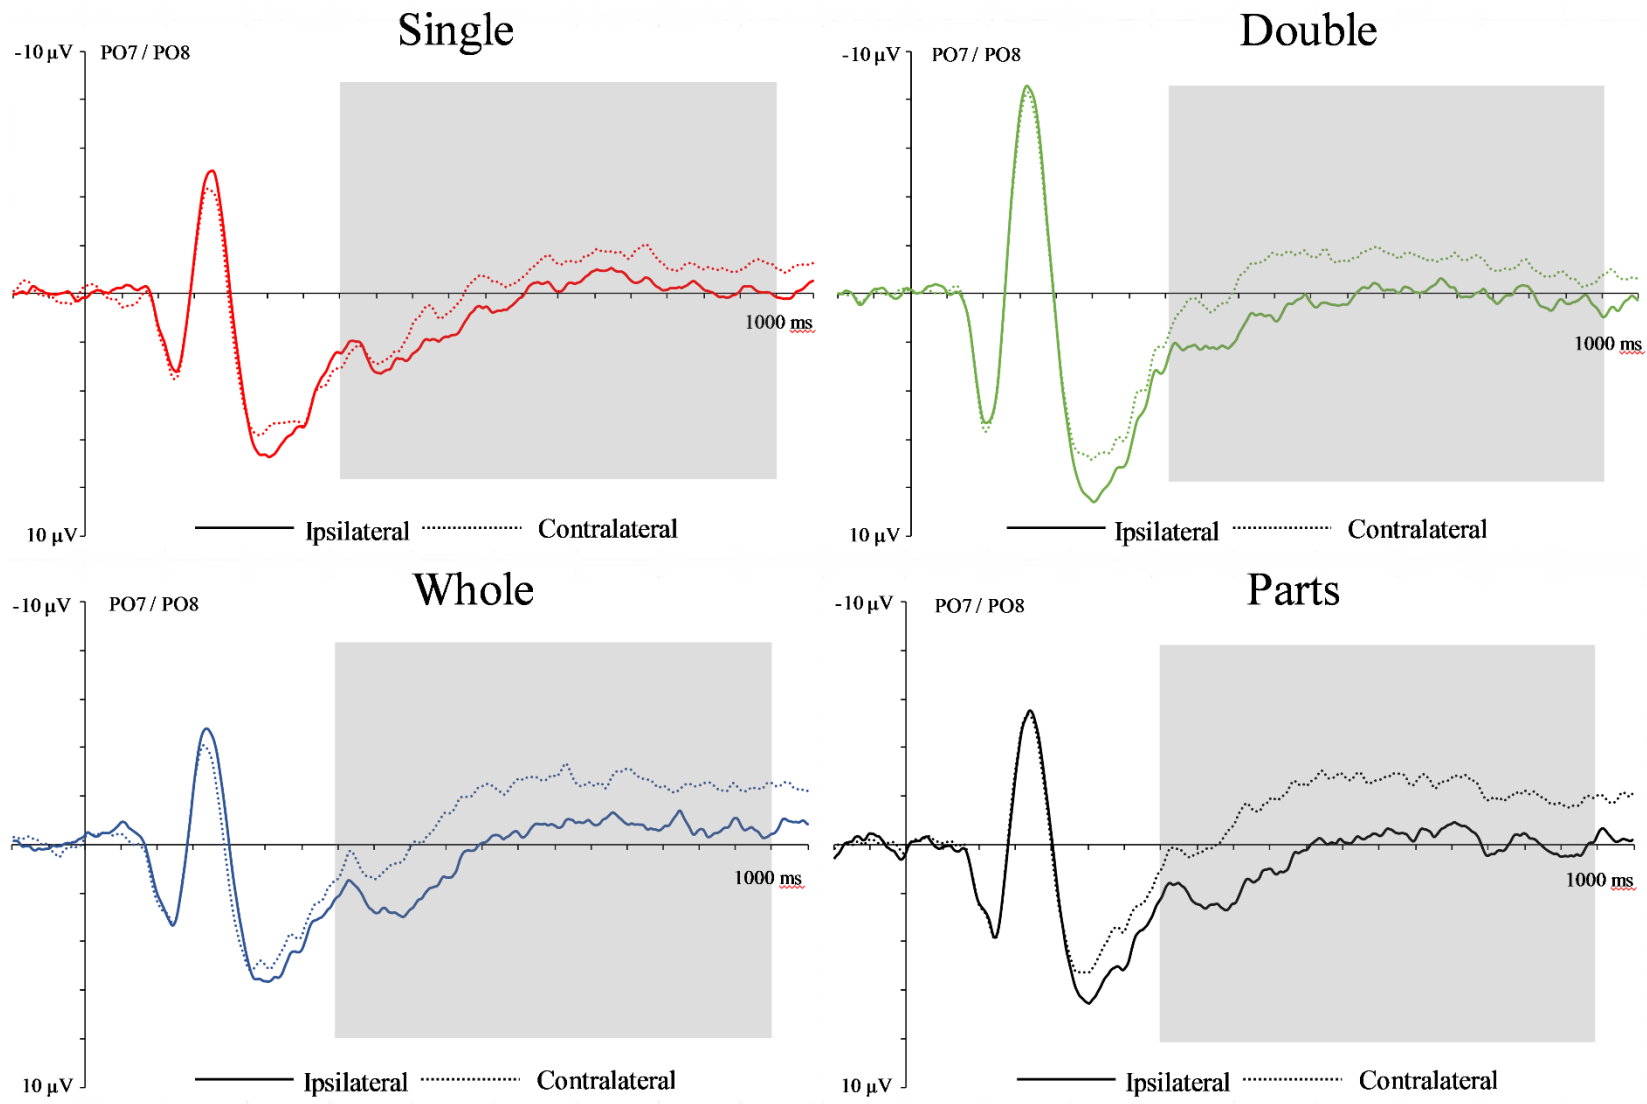 Single
-10 µV
PO7 / PO8
1000 ms
Ipsilateral
Contralateral
10 µV
Double
-10 µV
PO7 / PO8
1000 ms
Ipsilateral
Contralateral
10 µV
Whole
-10 µV
PO7 / PO8
1000 ms
Ipsilateral
Contralateral
10 µV
Parts
-10 µV
PO7 / PO8
1000 ms
Ipsilateral
Contralateral
10 µV